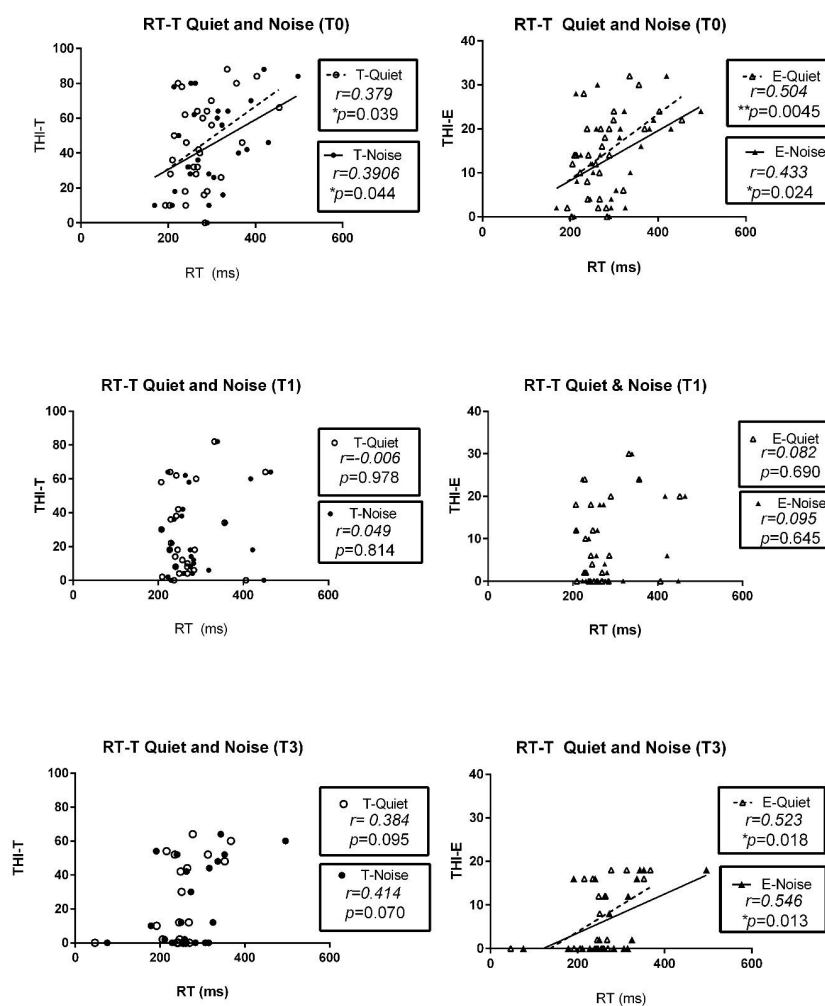 RT-T Quiet and Noise (T0)
THI-T
100
80
60
40
20
0
0
200
400
600
RT (ms)
T-Quiet
r=0.379
*p=0.039
T-Noise
r=0.3906
*p=0.044
RT-T Quiet and Noise (T0)
THI-E
40
30
20
10
0
0
200
400
600
RT (ms)
E-Quiet
r=0.504
**p=0.0045
E-Noise
r=0.433
*p=0.024
RT-T Quiet and Noise (T1)
THI-T
100
80
60
40
20
0
0
200
400
600
RT (ms)
T-Quiet
r=-0.006
p=0.978
T-Noise
r=0.049
p=0.814
RT-T Quiet & Noise (T1)
THI-E
40
30
20
10
0
0
200
400
600
RT (ms)
E-Quiet
r=0.082
p=0.690
E-Noise
r=0.095
p=0.645
RT-T Quiet and Noise (T3)
THI-T
100
80
60
40
20
0
0
200
400
600
RT (ms)
T-Quiet
r= 0.384
p=0.095
T-Noise
r=0.414
p=0.070
RT-T Quiet and Noise (T3)
THI-E
40
30
20
10
0
0
200
400
600
RT (ms)
E-Quiet
r=0.523
*p=0.018
E-Noise
r=0.546
*p=0.013